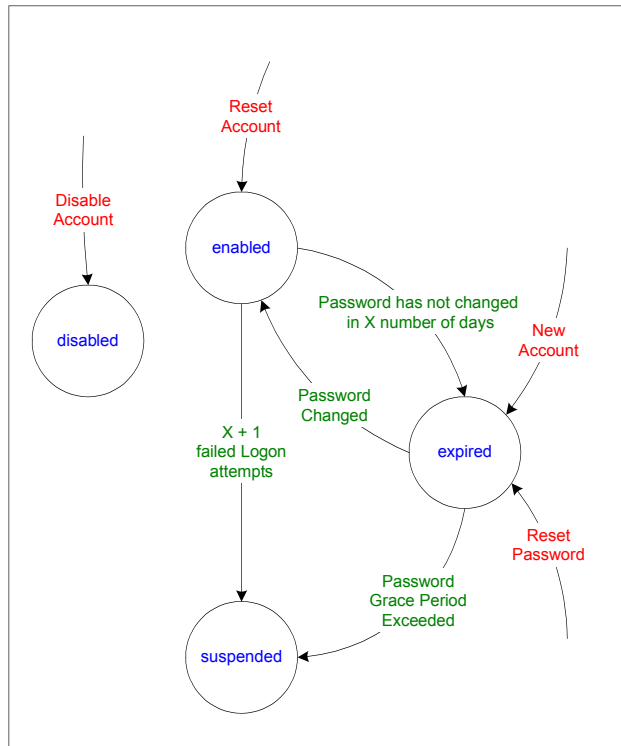 Reset
Account
Disable
Account
enabled
Password has not changed
in X number of days
disabled
New
Account
Password
Changed
X + 1
failed Logon
attempts
expired
Reset
Password
Password
Grace Period
Exceeded
suspended